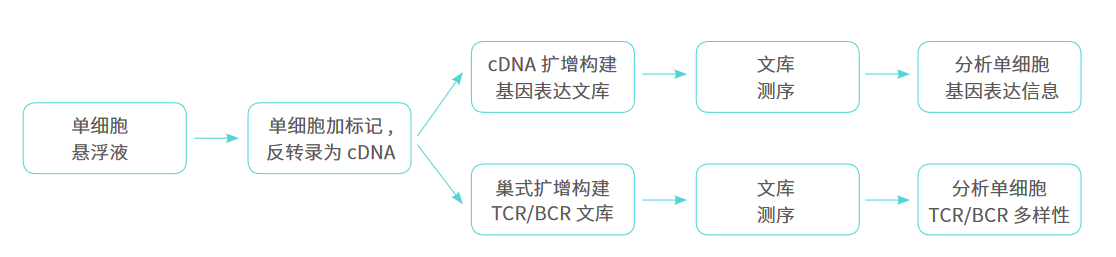 单细胞
悬浮液
单细胞加标记，
反转录为 cDNA
cDNA 扩增构建
基因表达文库
文库
测序
分析单细胞
基因表达信息
巢式扩增构建
TCR/BCR 文库
文库
测序
分析单细胞
TCR/BCR 多样性